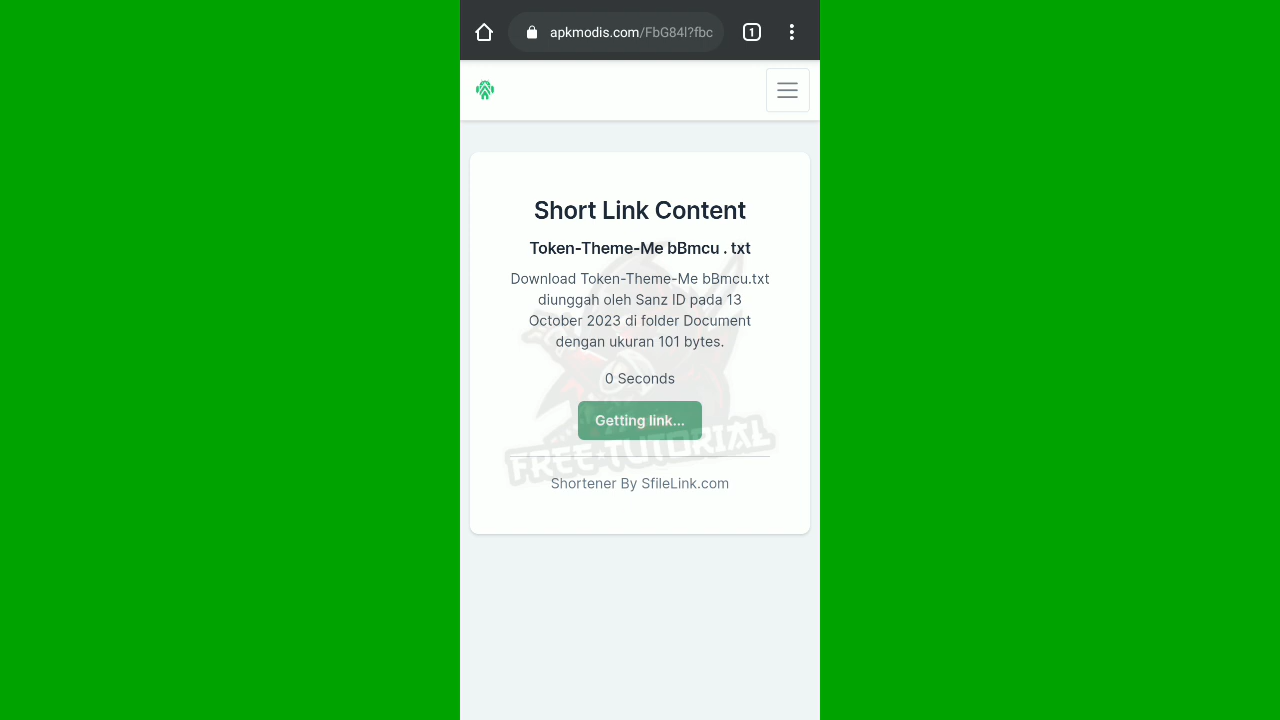 apkmodis.com/FbG84l?fbc
1
Short Link Content
Token-Theme-Me bBmcu . txt
Download Token-Theme-Me bBmcu.txt
diunggah oleh Sanz ID pada 13
October 2023 di folder Document
dengan ukuran 101 bytes.
0 Seconds
Getting link...
FREE TUTORIAL
Shortener By SfileLink.com